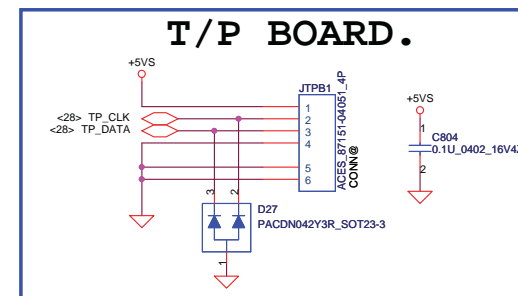 T/P BOARD.
+5VS
JTPB1
1
<28> TP_CLK
2
<28> TP_DATA
3
4
5
6
ACES_87151-04051_4P
CONN@
3
2
D27
PACDN042Y3R_SOT23-3
1
+5VS
1
C804
0.1U_0402_16V4Z
2